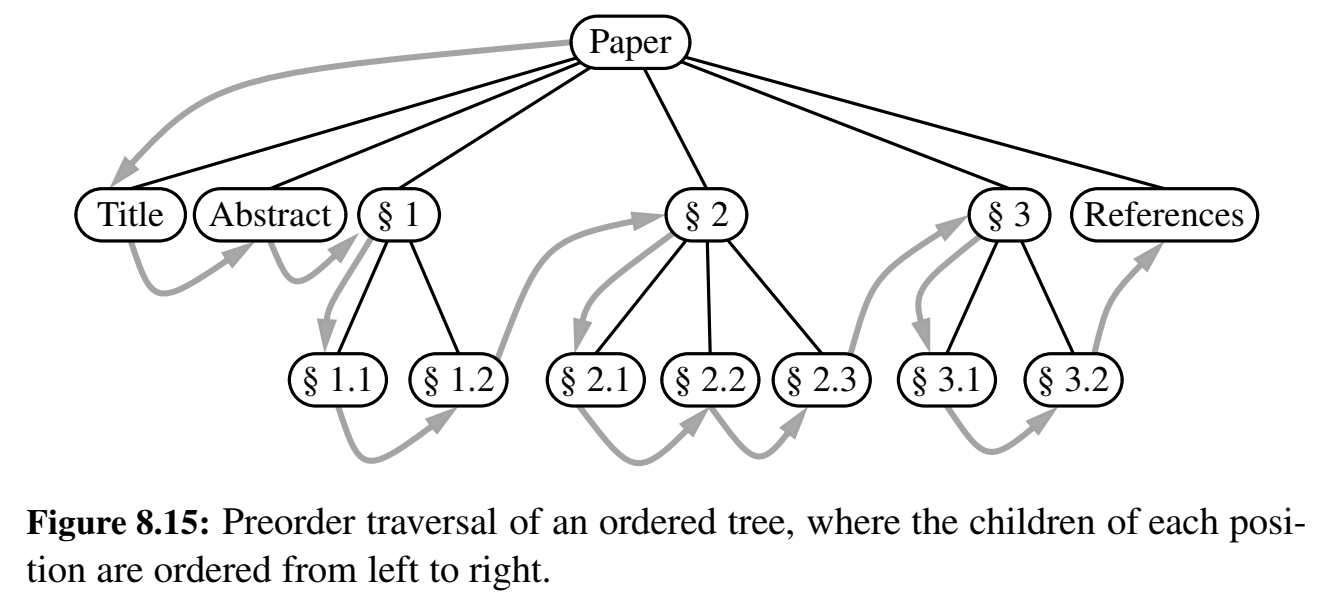 Paper
Title Abstract § 1 § 2 § 3 References
§ 1.1 § 1.2 § 2.1 § 2.2 § 2.3 § 3.1 § 3.2
Figure 8.15: Preorder traversal of an ordered tree, where the children of each posi-
tion are ordered from left to right.